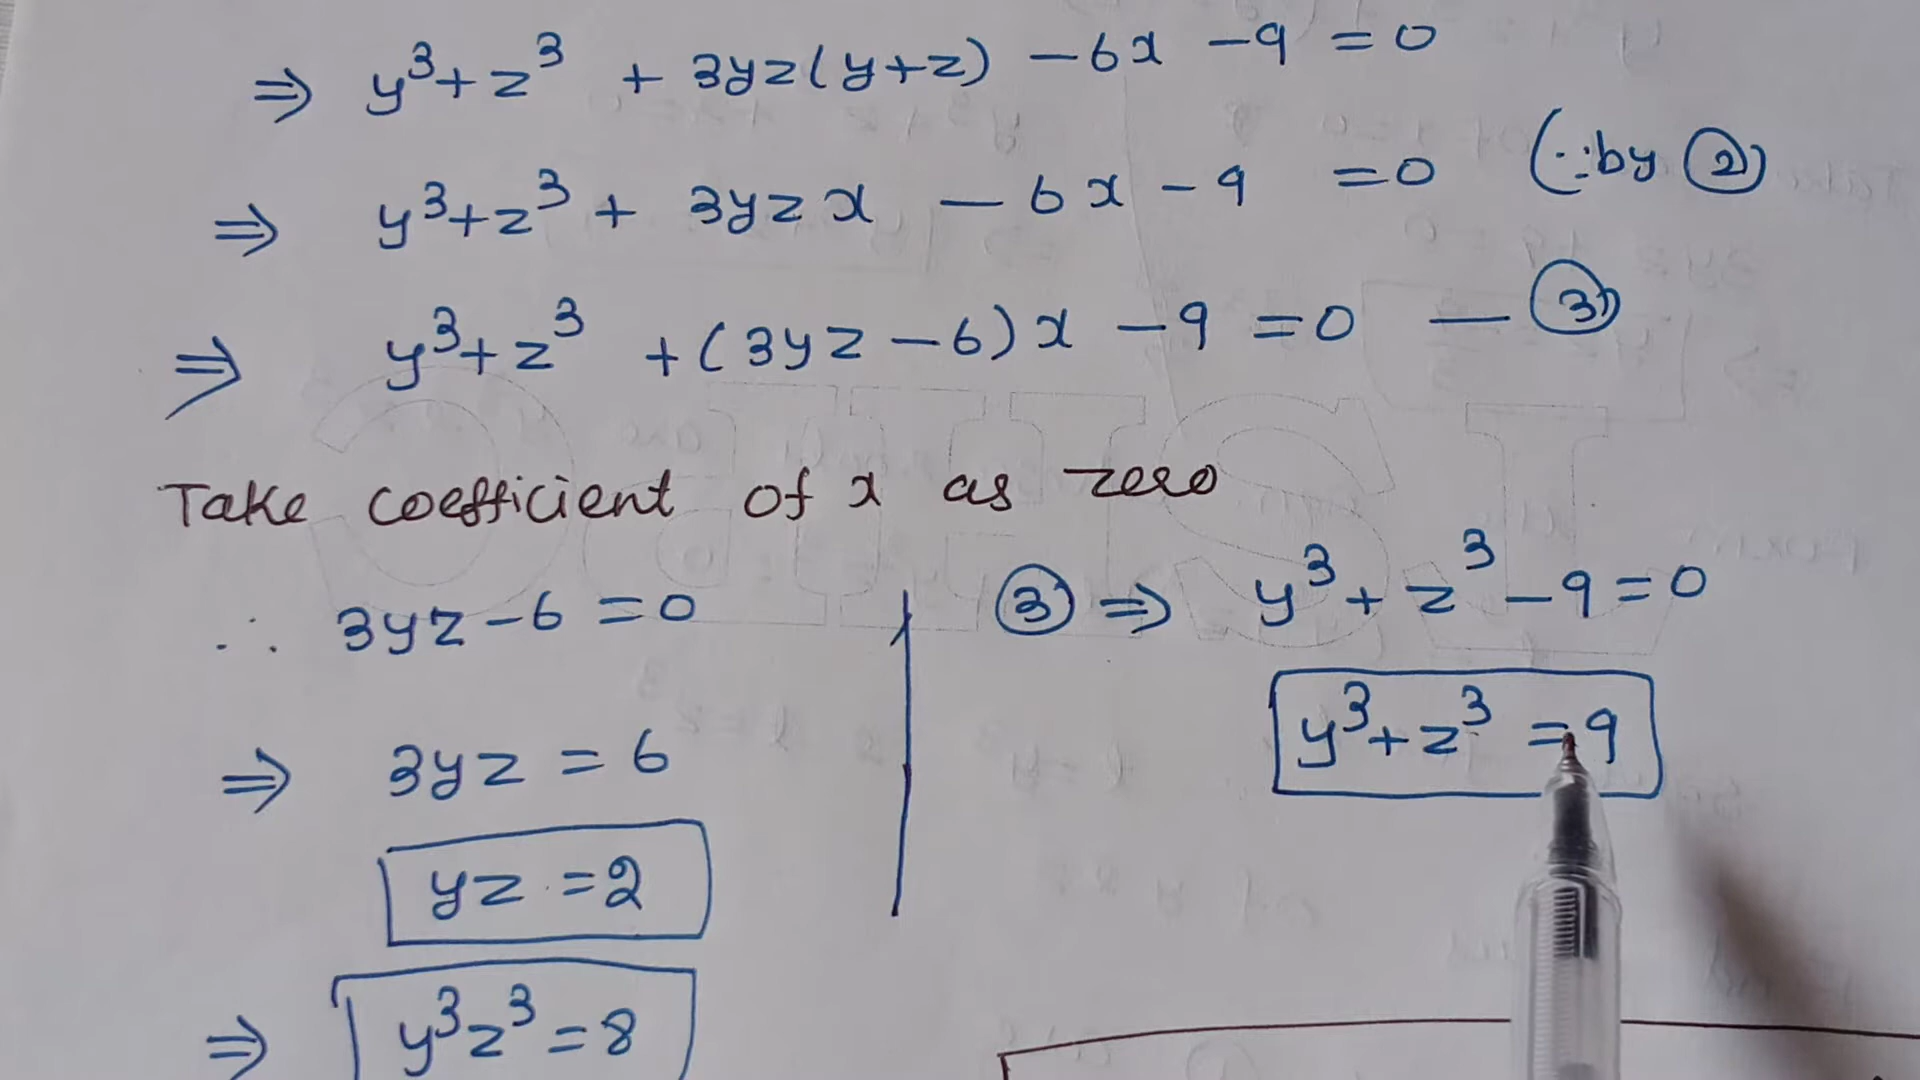 ⇒ y³+z³ + 3yz(y+z) -6x -9 =0
⇒ y³+z³+ 3yzx -6x-9 =0 (∵by ②)
⇒ y³+z³ +(3yz-6)x -9=0 — ③
Take coefficient of x as zero
∴ 3yz-6=0
⇒ 3yz=6
yz=2
⇒ y³z³=8
③ ⇒ y³+z³-9=0
y³+z³=9